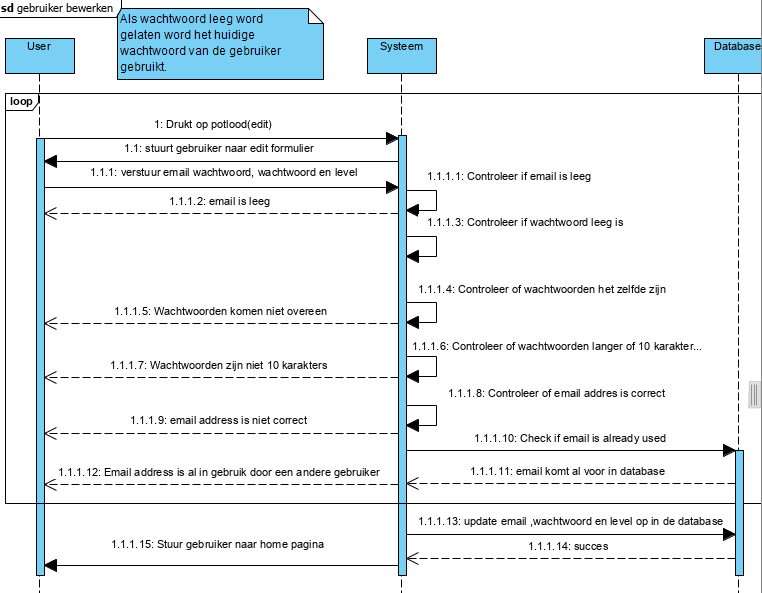 sd gebruiker bewerken
Als wachtwoord leeg word
gelaten word het huidige
wachtwoord van de gebruiker
gebruikt.
User
Systeem
Database
loop
1: Drukt op potlood(edit)
1.1: stuurt gebruiker naar edit formulier
1.1.1: verstuur email wachtwoord, wachtwoord en level
1.1.1.1: Controleer if email is leeg
1.1.1.2: email is leeg
1.1.1.3: Controleer if wachtwoord leeg is
1.1.1.4: Controleer of wachtwoorden het zelfde zijn
1.1.1.5: Wachtwoorden komen niet overeen
1.1.1.6: Controleer of wachtwoorden langer of 10 karakter...
1.1.1.7: Wachtwoorden zijn niet 10 karakters
1.1.1.8: Controleer of email addres is correct
1.1.1.9: email address is niet correct
1.1.1.10: Check if email is already used
1.1.1.11: email komt al voor in database
1.1.1.12: Email address is al in gebruik door een andere gebruiker
1.1.1.13: update email ,wachtwoord en level op in de database
1.1.1.14: succes
1.1.1.15: Stuur gebruiker naar home pagina